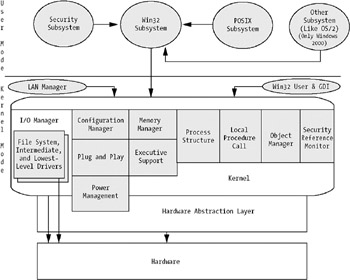 User Mode
Security
Subsystem
Win32
Subsystem
POSIX
Subsystem
Other
Subsystem
(Like OS/2)
(Only Windows
2000)
Kernel Mode
LAN Manager
Win32 User & GDI
I/O Manager
File System,
Intermediate,
and Lowest-
Level Drivers
Configuration
Manager
Memery
Manager
Plug and Play
Executive
Support
Power
Management
Process
Structure
Local
Procedure
Call
Object
Manager
Security
Reference
Monitor
Kernel
Hardware Abstraction Layer
Hardware